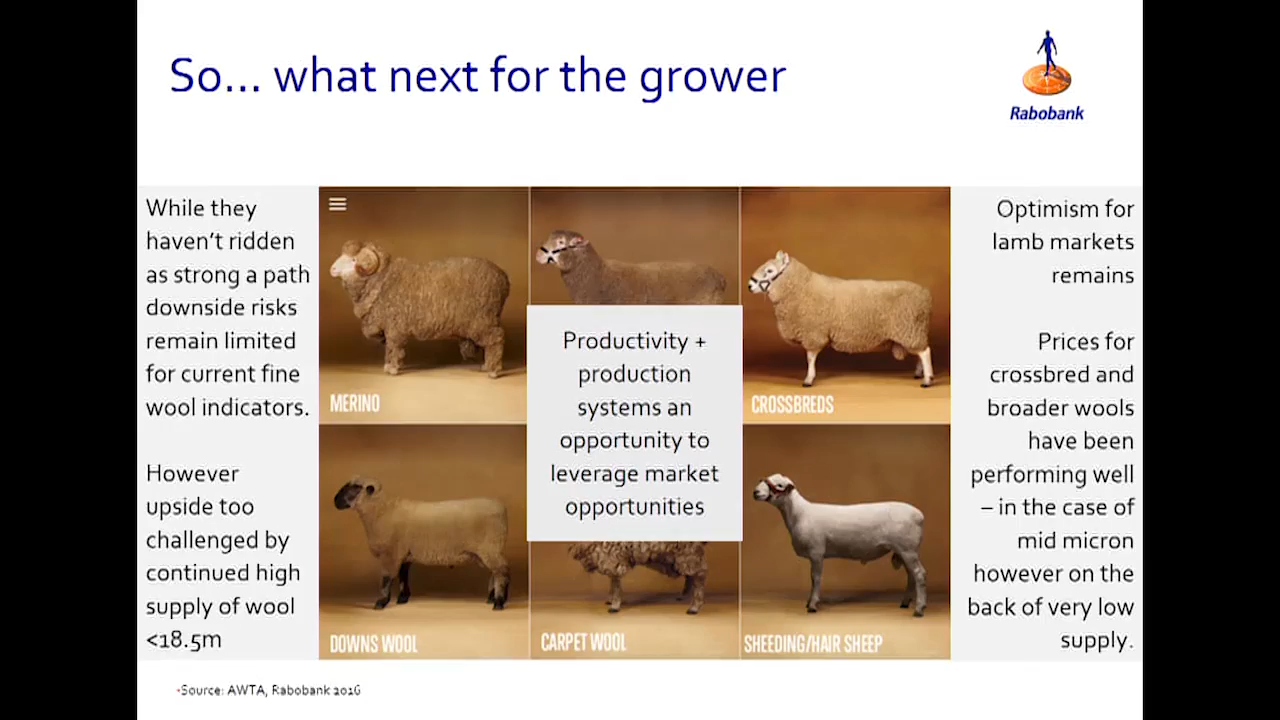 So... what next for the grower
Rabobank
While they
haven't ridden
as strong a path
downside risks
remain limited
for current fine
wool indicators.
However
upside too
challenged by
continued high
supply of wool
<18.5m
MERINO
CROSSBREDS
Productivity +
production
systems an
opportunity to
leverage market
opportunities
DOWNS WOOL
CARPET WOOL
SHEEDING/HAIR SHEEP
Optimism for
lamb markets
remains
Prices for
crossbred and
broader wools
have been
performing well
– in the case of
mid micron
however on the
back of very low
supply.
•Source: AWTA, Rabobank 2016